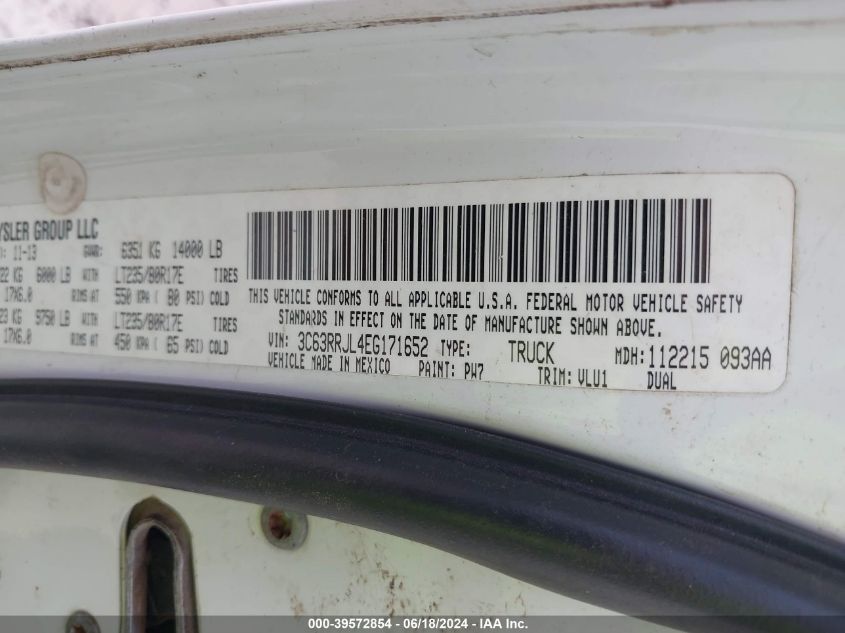 YSLER GROUP LLC
11-13 GVWR: 6351 KG 14000 LB
KG 6000 LB WITH LT235/80R17E TIRES
17X6.0 RIMS AT 550 KPA ( 80 PSI) COLD
KG 5750 LB WITH LT235/80R17E TIRES
17X6.0 RIMS AT 450 KPA ( 65 PSI) COLD
THIS VEHICLE CONFORMS TO ALL APPLICABLE U.S.A. FEDERAL MOTOR VEHICLE SAFETY
STANDARDS IN EFFECT ON THE DATE OF MANUFACTURE SHOWN ABOVE.
VIN: 3C63RRJL4EG171652 TYPE: TRUCK MDH: 112215 093AA
VEHICLE MADE IN MEXICO PAINT: PW7 TRIM: VLU1 DUAL
000-39572854 - 06/18/2024 - IAA Inc.